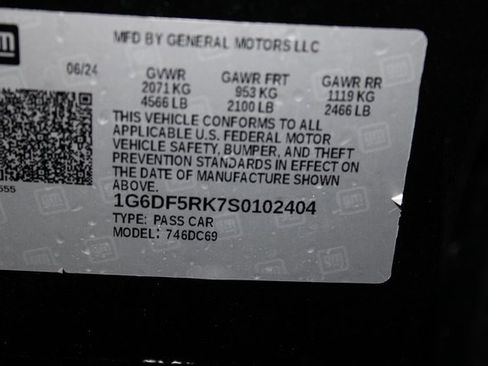 gm
MFD BY GENERAL MOTORS LLC
06/24 GVWR GAWR FRT GAWR RR
2071 KG 953 KG 1119 KG
4566 LB 2100 LB 2466 LB
THIS VEHICLE CONFORMS TO ALL
APPLICABLE U.S. FEDERAL MOTOR
VEHICLE SAFETY, BUMPER, AND THEFT
PREVENTION STANDARDS IN EFFECT ON
THE DATE OF MANUFACTURE SHOWN
ABOVE.
555
1G6DF5RK7S0102404
TYPE: PASS CAR
MODEL: 746DC69